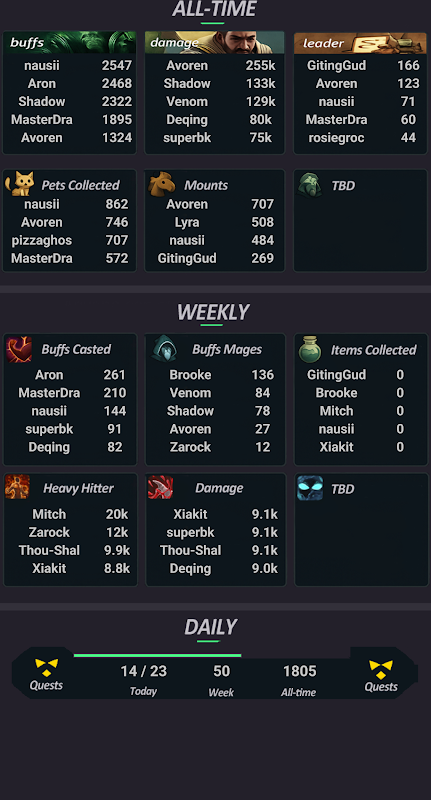 ALL-TIME
buffs
nausii 2547
Aron 2468
Shadow 2322
MasterDra 1895
Avoren 1324
damage
Avoren 255k
Shadow 133k
Venom 129k
Deqing 80k
superbk 75k
leader
GitingGud 166
Avoren 123
nausii 71
MasterDra 60
rosiegroc 44
Pets Collected
nausii 862
Avoren 746
pizzaghos 707
MasterDra 572
Mounts
Avoren 707
Lyra 508
nausii 484
GitingGud 269
TBD
WEEKLY
Buffs Casted
Aron 261
MasterDra 210
nausii 144
superbk 91
Deqing 82
Buffs Mages
Brooke 136
Venom 84
Shadow 78
Avoren 27
Zarock 12
Items Collected
GitingGud 0
Brooke 0
Mitch 0
nausii 0
Xiakit 0
Heavy Hitter
Mitch 20k
Zarock 12k
Thou-Shal 9.9k
Xiakit 8.8k
Damage
Xiakit 9.1k
superbk 9.1k
Thou-Shal 9.1k
Deqing 9.0k
TBD
DAILY
Quests
14 / 23 50 1805
Today Week All-time
Quests